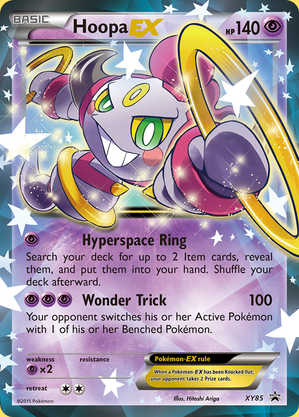 BASIC
Hoopa EX
HP 140
Hyperspace Ring
Search your deck for up to 2 Item cards, reveal
them, and put them into your hand. Shuffle your
deck afterward.
Wonder Trick 100
Your opponent switches his or her Active Pokémon
with 1 of his or her Benched Pokémon.
weakness resistance
×2
retreat
Pokémon-EX rule
When a Pokémon-EX has been Knocked Out,
your opponent takes 2 Prize cards.
©2015 Pokémon
Illus. Hitoshi Ariga
XY85